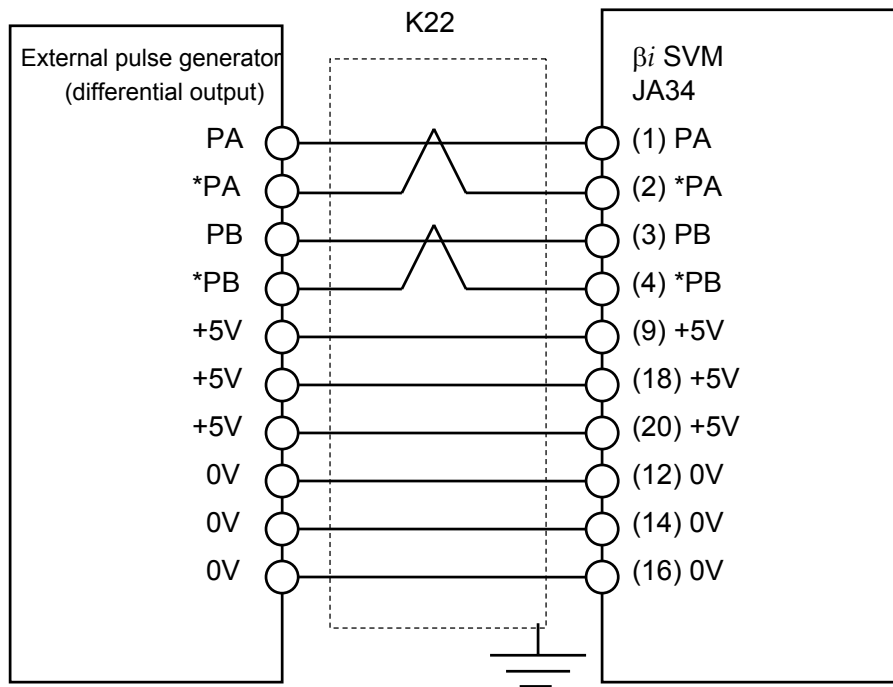 K22
External pulse generator
(differential output)
βi SVM
JA34
PA (1) PA
*PA (2) *PA
PB (3) PB
*PB (4) *PB
+5V (9) +5V
+5V (18) +5V
+5V (20) +5V
0V (12) 0V
0V (14) 0V
0V (16) 0V